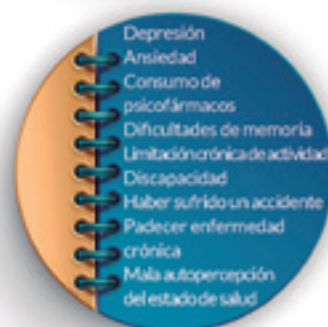 Depresión
Ansiedad
Consumo de
psicofármacos
Dificultades de memoria
Limitación crónica de actividad
Discapacidad
Haber sufrido un accidente
Padecer enfermedad
crónica
Mala autopercepción
del estado de salud